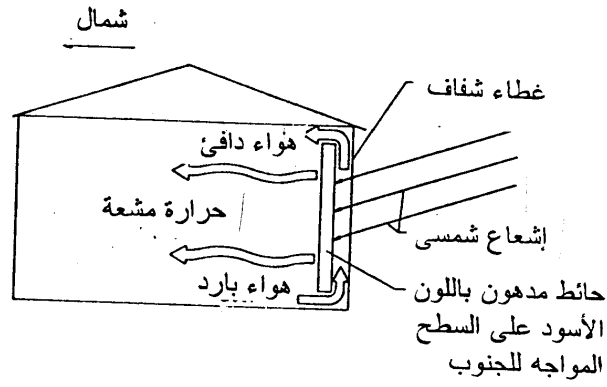 شمال
غطاء شفاف
هواء دافئ
حرارة مشعة
إشعاع شمسى
هواء بارد
حائط مدهون باللون
الأسود على السطح
المواجه للجنوب